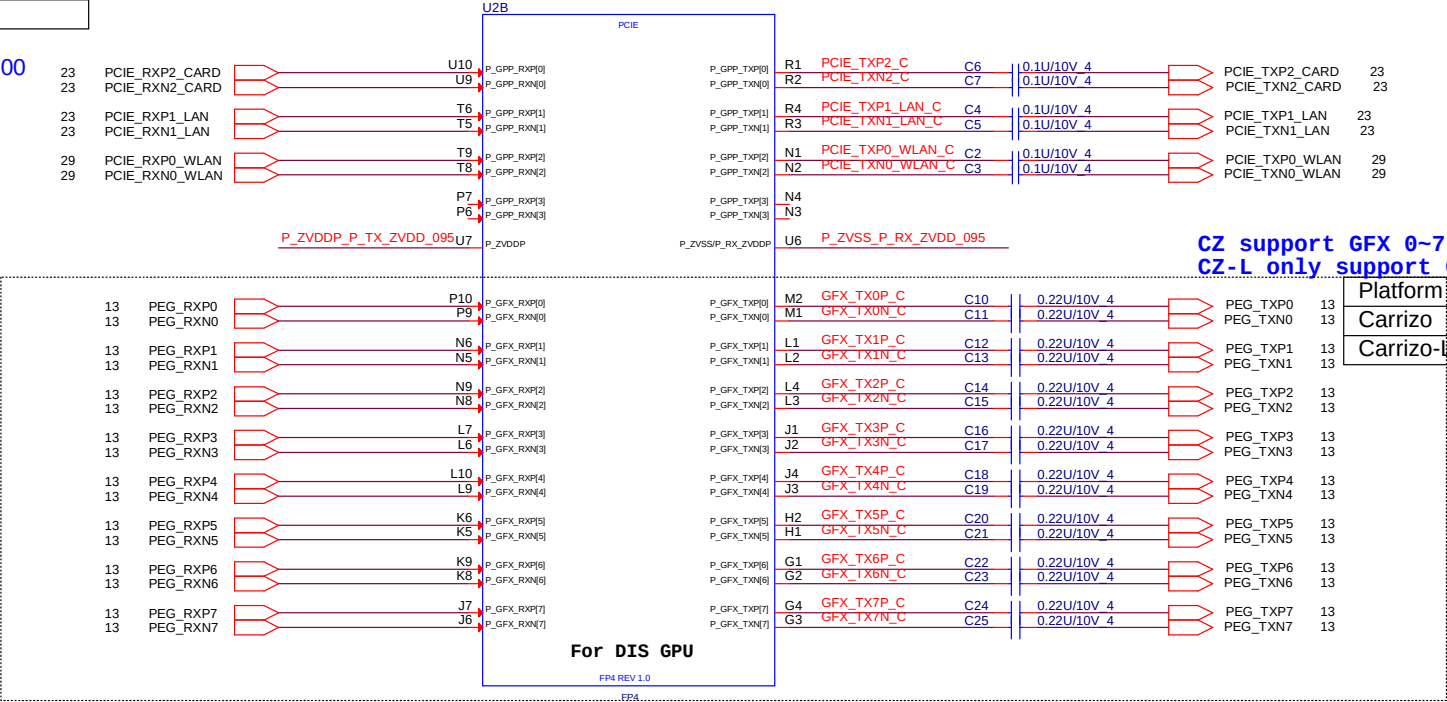 U2B
PCIE
00
23 PCIE_RXP2_CARD U10 P_GPP_RXP[0] P_GPP_TXP[0] R1 PCIE_TXP2_C C6 0.1U/10V_4 PCIE_TXP2_CARD 23
23 PCIE_RXN2_CARD U9 P_GPP_RXN[0] P_GPP_TXN[0] R2 PCIE_TXN2_C C7 0.1U/10V_4 PCIE_TXN2_CARD 23
23 PCIE_RXP1_LAN T6 P_GPP_RXP[1] P_GPP_TXP[1] R4 PCIE_TXP1_LAN_C C4 0.1U/10V_4 PCIE_TXP1_LAN 23
23 PCIE_RXN1_LAN T5 P_GPP_RXN[1] P_GPP_TXN[1] R3 PCIE_TXN1_LAN_C C5 0.1U/10V_4 PCIE_TXN1_LAN 23
29 PCIE_RXP0_WLAN T9 P_GPP_RXP[2] P_GPP_TXP[2] N1 PCIE_TXP0_WLAN_C C2 0.1U/10V_4 PCIE_TXP0_WLAN 29
29 PCIE_RXN0_WLAN T8 P_GPP_RXN[2] P_GPP_TXN[2] N2 PCIE_TXN0_WLAN_C C3 0.1U/10V_4 PCIE_TXN0_WLAN 29
P7 P_GPP_RXP[3] P_GPP_TXP[3] N4
P6 P_GPP_RXN[3] P_GPP_TXN[3] N3
P_ZVDDP_P_TX_ZVDD_095 U7 P_ZVDDP P_ZVSS/P_RX_ZVDDP U6 P_ZVSS_P_RX_ZVDD_095
CZ support GFX 0~7
CZ-L only support
Platform
Carrizo
Carrizo-L
13 PEG_RXP0 P10 P_GFX_RXP[0] P_GFX_TXP[0] M2 GFX_TX0P_C C10 0.22U/10V_4 PEG_TXP0 13
13 PEG_RXN0 P9 P_GFX_RXN[0] P_GFX_TXN[0] M1 GFX_TX0N_C C11 0.22U/10V_4 PEG_TXN0 13
13 PEG_RXP1 N6 P_GFX_RXP[1] P_GFX_TXP[1] L1 GFX_TX1P_C C12 0.22U/10V_4 PEG_TXP1 13
13 PEG_RXN1 N5 P_GFX_RXN[1] P_GFX_TXN[1] L2 GFX_TX1N_C C13 0.22U/10V_4 PEG_TXN1 13
13 PEG_RXP2 N9 P_GFX_RXP[2] P_GFX_TXP[2] L4 GFX_TX2P_C C14 0.22U/10V_4 PEG_TXP2 13
13 PEG_RXN2 N8 P_GFX_RXN[2] P_GFX_TXN[2] L3 GFX_TX2N_C C15 0.22U/10V_4 PEG_TXN2 13
13 PEG_RXP3 L7 P_GFX_RXP[3] P_GFX_TXP[3] J1 GFX_TX3P_C C16 0.22U/10V_4 PEG_TXP3 13
13 PEG_RXN3 L6 P_GFX_RXN[3] P_GFX_TXN[3] J2 GFX_TX3N_C C17 0.22U/10V_4 PEG_TXN3 13
13 PEG_RXP4 L10 P_GFX_RXP[4] P_GFX_TXP[4] J4 GFX_TX4P_C C18 0.22U/10V_4 PEG_TXP4 13
13 PEG_RXN4 L9 P_GFX_RXN[4] P_GFX_TXN[4] J3 GFX_TX4N_C C19 0.22U/10V_4 PEG_TXN4 13
13 PEG_RXP5 K6 P_GFX_RXP[5] P_GFX_TXP[5] H2 GFX_TX5P_C C20 0.22U/10V_4 PEG_TXP5 13
13 PEG_RXN5 K5 P_GFX_RXN[5] P_GFX_TXN[5] H1 GFX_TX5N_C C21 0.22U/10V_4 PEG_TXN5 13
13 PEG_RXP6 K9 P_GFX_RXP[6] P_GFX_TXP[6] G1 GFX_TX6P_C C22 0.22U/10V_4 PEG_TXP6 13
13 PEG_RXN6 K8 P_GFX_RXN[6] P_GFX_TXN[6] G2 GFX_TX6N_C C23 0.22U/10V_4 PEG_TXN6 13
13 PEG_RXP7 J7 P_GFX_RXP[7] P_GFX_TXP[7] G4 GFX_TX7P_C C24 0.22U/10V_4 PEG_TXP7 13
13 PEG_RXN7 J6 P_GFX_RXN[7] P_GFX_TXN[7] G3 GFX_TX7N_C C25 0.22U/10V_4 PEG_TXN7 13
For DIS GPU
FP4 REV 1.0
FP4